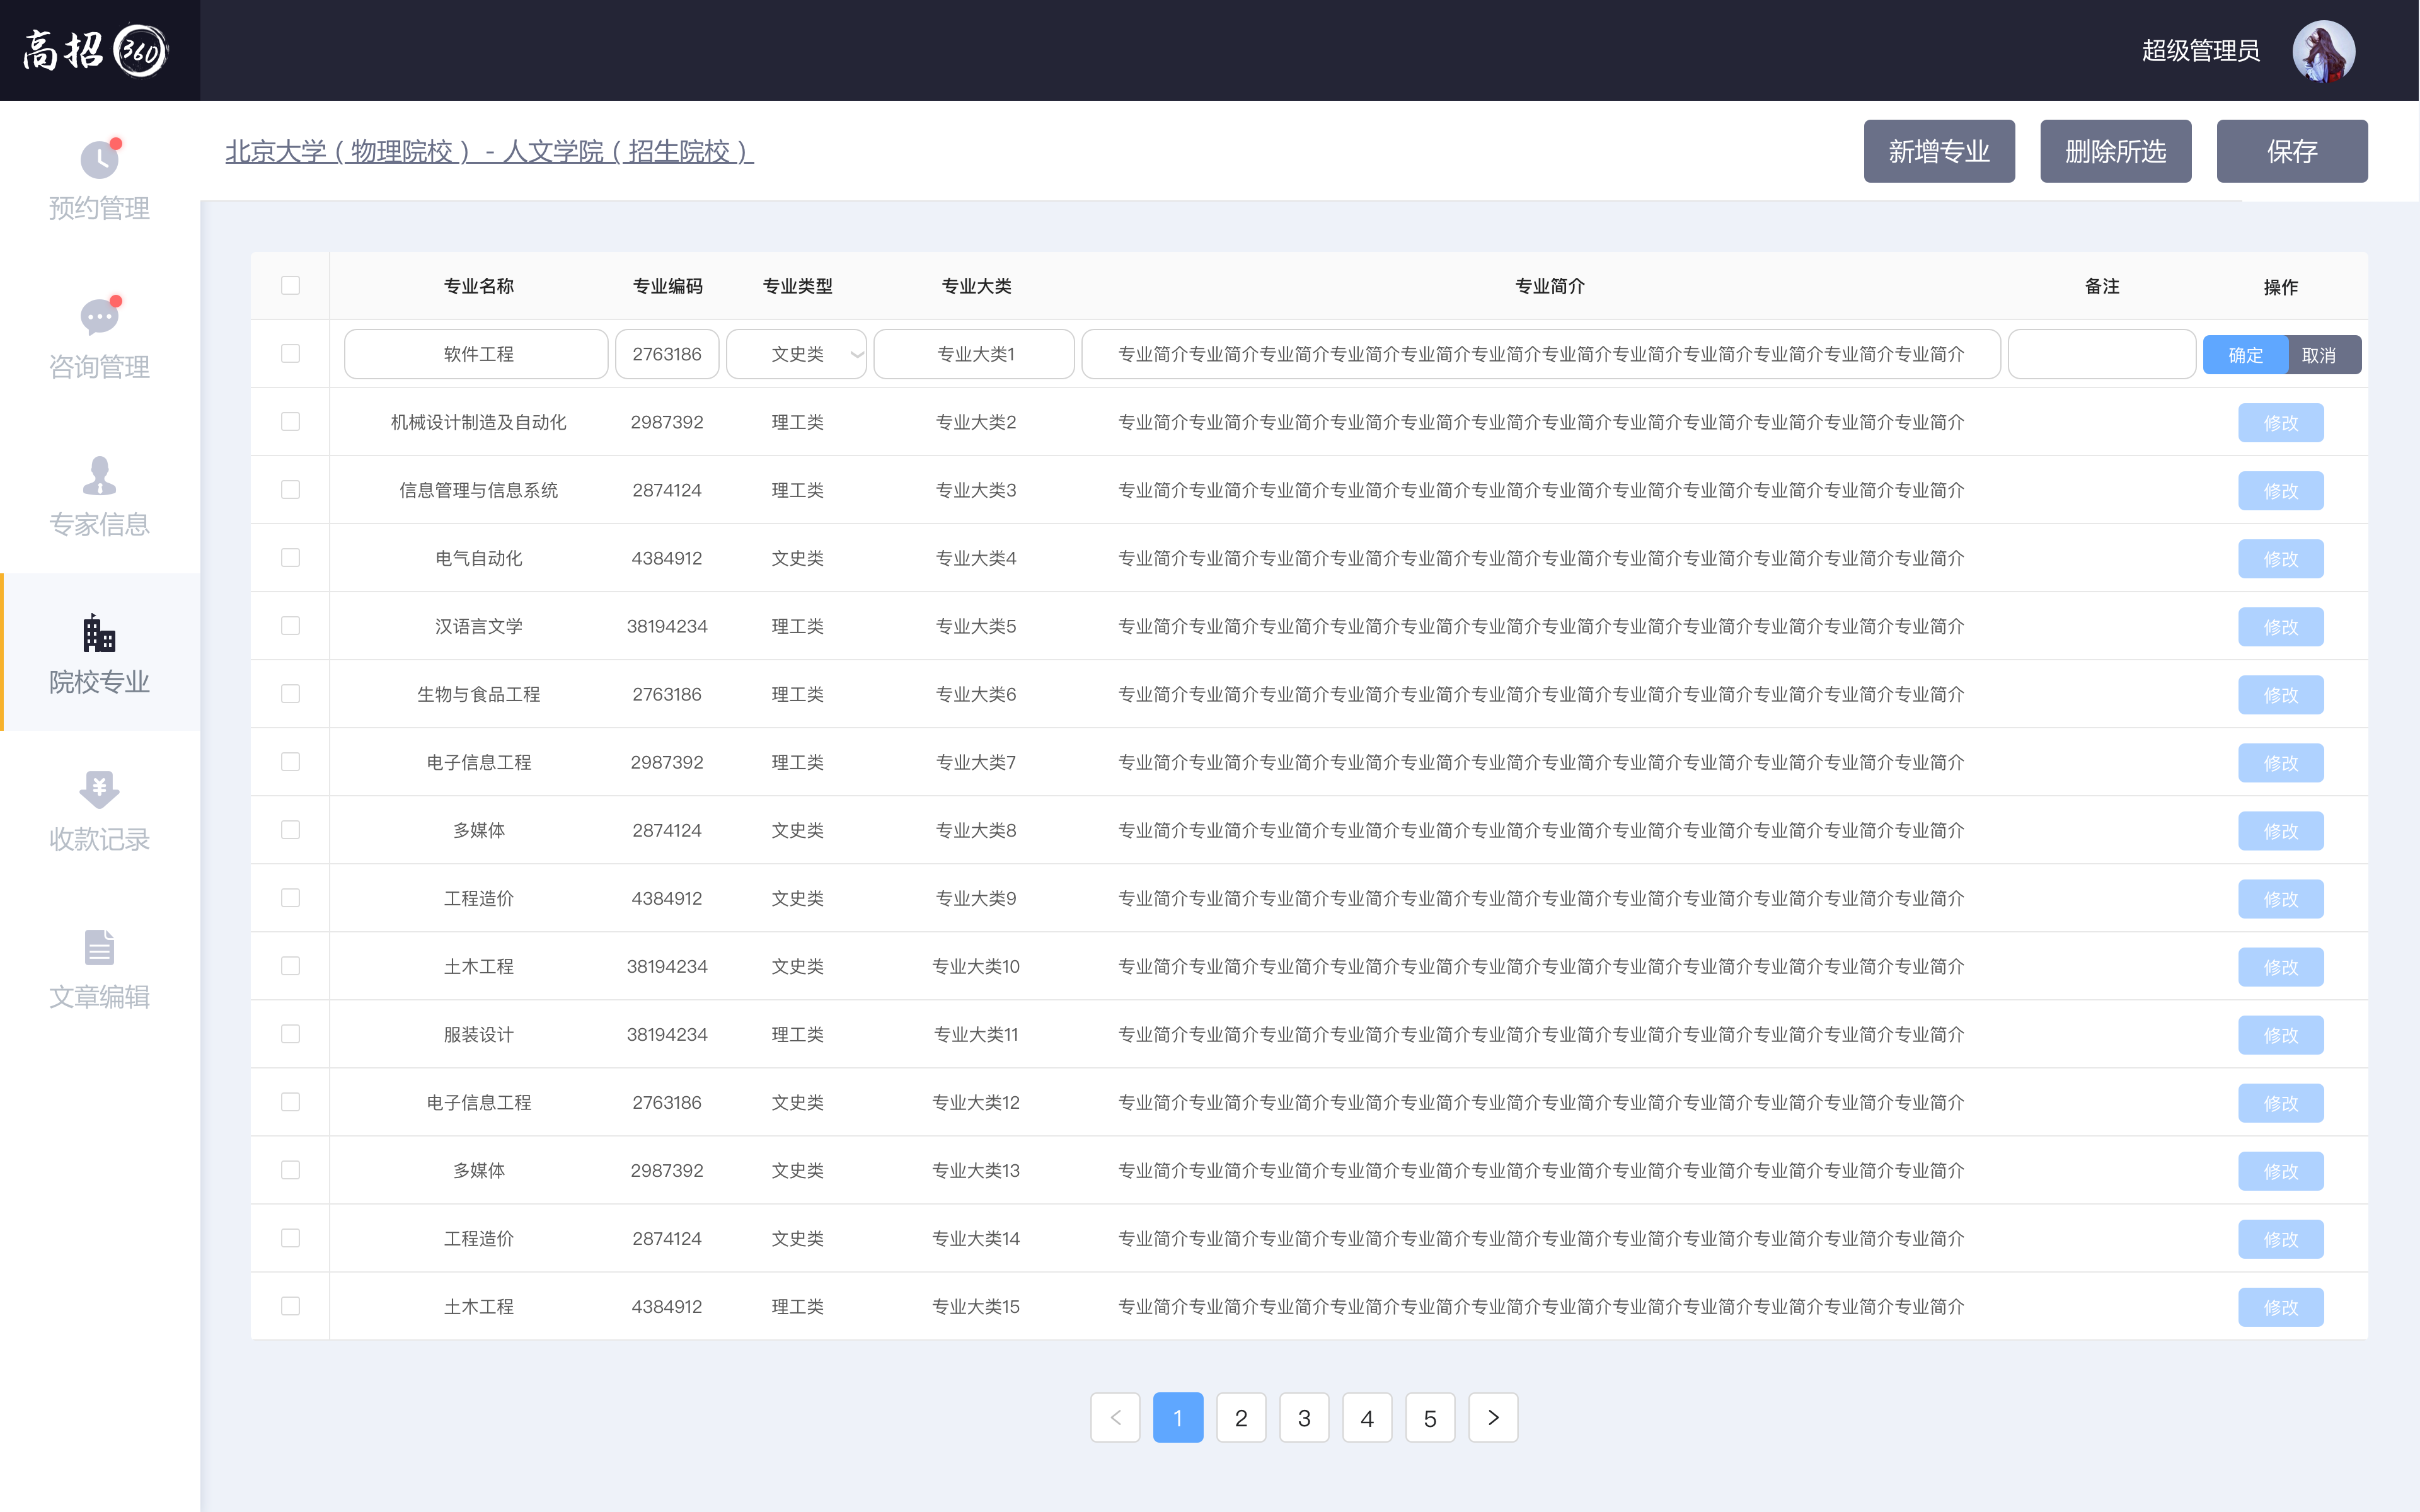 高招360
超级管理员
北京大学（物理院校）- 人文学院（招生院校）
新增专业 删除所选 保存
预约管理
咨询管理
专家信息
院校专业
收款记录
文章编辑
专业名称 专业编码 专业类型 专业大类 专业简介 备注 操作
软件工程 2763186 文史类 专业大类1 专业简介专业简介专业简介专业简介专业简介专业简介专业简介专业简介专业简介专业简介专业简介专业简介 确定 取消
机械设计制造及自动化 2987392 理工类 专业大类2 专业简介专业简介专业简介专业简介专业简介专业简介专业简介专业简介专业简介专业简介专业简介专业简介 修改
信息管理与信息系统 2874124 理工类 专业大类3 专业简介专业简介专业简介专业简介专业简介专业简介专业简介专业简介专业简介专业简介专业简介专业简介 修改
电气自动化 4384912 文史类 专业大类4 专业简介专业简介专业简介专业简介专业简介专业简介专业简介专业简介专业简介专业简介专业简介专业简介 修改
汉语言文学 38194234 理工类 专业大类5 专业简介专业简介专业简介专业简介专业简介专业简介专业简介专业简介专业简介专业简介专业简介专业简介 修改
生物与食品工程 2763186 理工类 专业大类6 专业简介专业简介专业简介专业简介专业简介专业简介专业简介专业简介专业简介专业简介专业简介专业简介 修改
电子信息工程 2987392 理工类 专业大类7 专业简介专业简介专业简介专业简介专业简介专业简介专业简介专业简介专业简介专业简介专业简介专业简介 修改
多媒体 2874124 文史类 专业大类8 专业简介专业简介专业简介专业简介专业简介专业简介专业简介专业简介专业简介专业简介专业简介专业简介 修改
工程造价 4384912 文史类 专业大类9 专业简介专业简介专业简介专业简介专业简介专业简介专业简介专业简介专业简介专业简介专业简介专业简介 修改
土木工程 38194234 文史类 专业大类10 专业简介专业简介专业简介专业简介专业简介专业简介专业简介专业简介专业简介专业简介专业简介专业简介 修改
服装设计 38194234 理工类 专业大类11 专业简介专业简介专业简介专业简介专业简介专业简介专业简介专业简介专业简介专业简介专业简介专业简介 修改
电子信息工程 2763186 文史类 专业大类12 专业简介专业简介专业简介专业简介专业简介专业简介专业简介专业简介专业简介专业简介专业简介专业简介 修改
多媒体 2987392 文史类 专业大类13 专业简介专业简介专业简介专业简介专业简介专业简介专业简介专业简介专业简介专业简介专业简介专业简介 修改
工程造价 2874124 文史类 专业大类14 专业简介专业简介专业简介专业简介专业简介专业简介专业简介专业简介专业简介专业简介专业简介专业简介 修改
土木工程 4384912 理工类 专业大类15 专业简介专业简介专业简介专业简介专业简介专业简介专业简介专业简介专业简介专业简介专业简介专业简介 修改
1 2 3 4 5